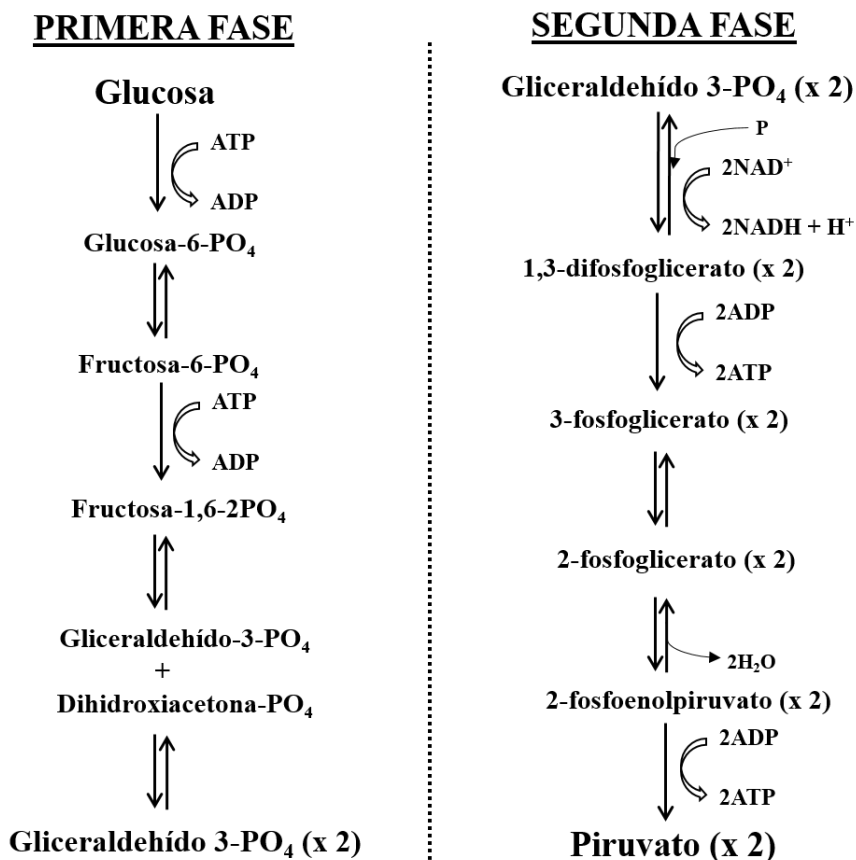 PRIMERA FASE
Glucosa
ATP
ADP
Glucosa-6-PO₄
Fructosa-6-PO₄
ATP
ADP
Fructosa-1,6-2PO₄
Gliceraldehído-3-PO₄
+
Dihidroxiacetona-PO₄
Gliceraldehído 3-PO₄ (x 2)
SEGUNDA FASE
Gliceraldehído 3-PO₄ (x 2)
P
2NAD⁺
2NADH + H⁺
1,3-difosfoglicerato (x 2)
2ADP
2ATP
3-fosfoglicerato (x 2)
2-fosfoglicerato (x 2)
2H₂O
2-fosfoenolpiruvato (x 2)
2ADP
2ATP
Piruvato (x 2)